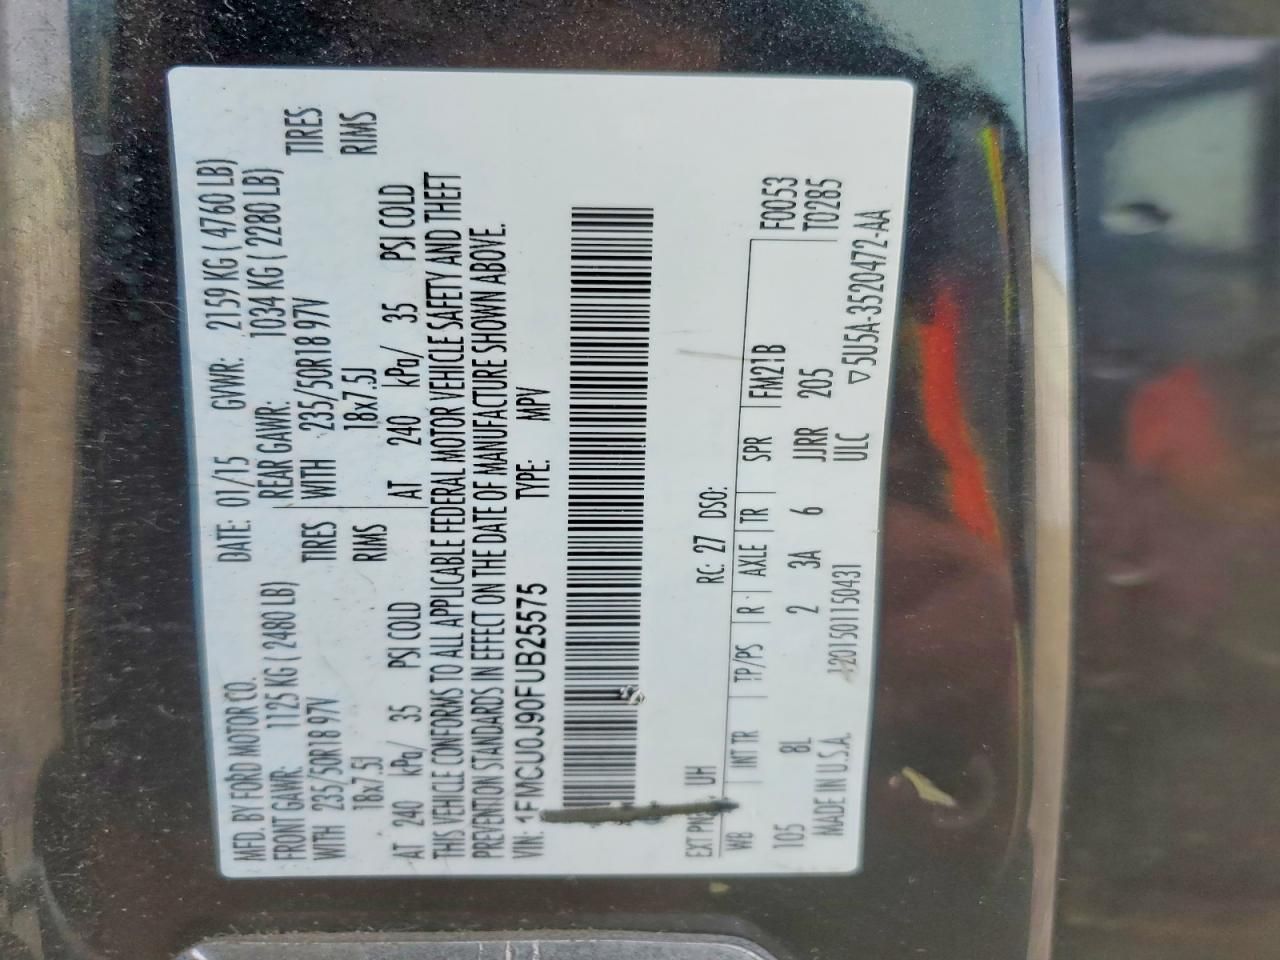 MFD. BY FORD MOTOR CO.
DATE: 01/15 GVWR: 2159 KG ( 4760 LB)
FRONT GAWR: 1125 KG ( 2480 LB)
REAR GAWR: 1034 KG ( 2280 LB)
WITH 235/50R18 97V TIRES
WITH 235/50R18 97V TIRES
18x7.5J RIMS
18x7.5J RIMS
AT 240 kPa/ 35 PSI COLD
AT 240 kPa/ 35 PSI COLD
THIS VEHICLE CONFORMS TO ALL APPLICABLE FEDERAL MOTOR VEHICLE SAFETY AND THEFT
PREVENTION STANDARDS IN EFFECT ON THE DATE OF MANUFACTURE SHOWN ABOVE.
VIN: 1FMCU0J90FUB25575 TYPE: MPV
EXT PNT: UH RC: 27 DSO:
WB INT TR TP/PS R AXLE TR SPR FM21B F0053
105 8L 2 3A 6 JJRR 205 T0285
MADE IN U.S.A. ULC
1201501150431 ▽5U5A-3520472-AA